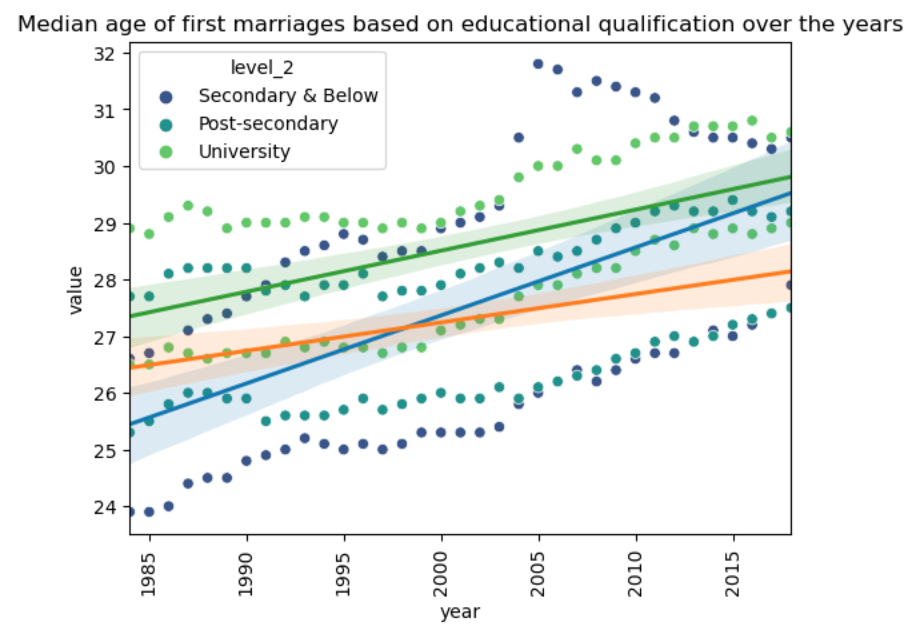 Median age of first marriages based on educational qualification over the years
level_2
Secondary & Below
Post-secondary
University
32
31
30
29
28
27
26
25
24
value
1985
1990
1995
2000
2005
2010
2015
year